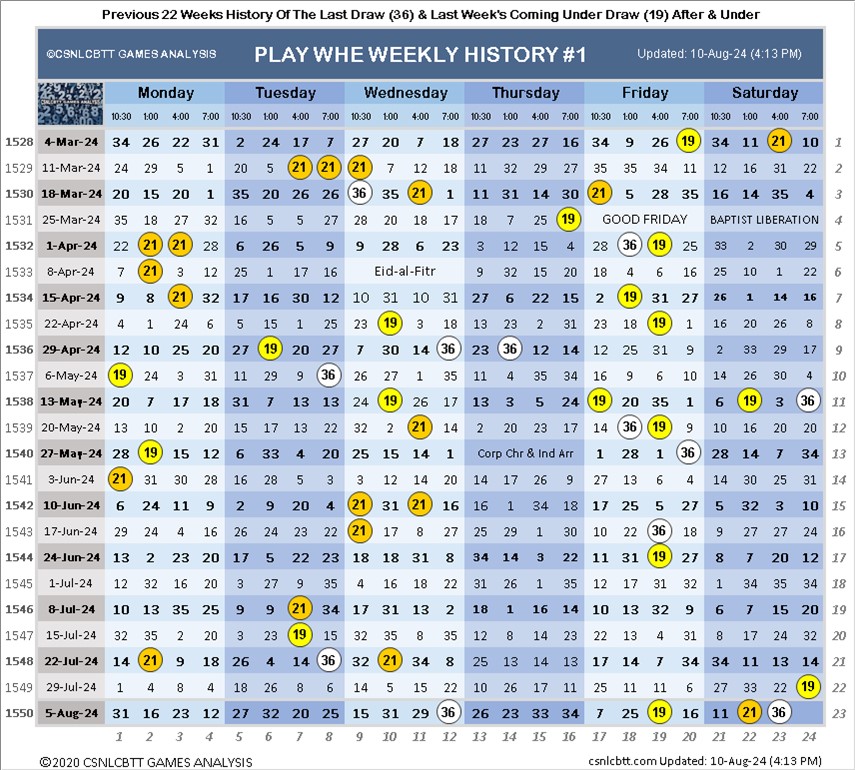 Previous 22 Weeks History Of The Last Draw (36) & Last Week's Coming Under Draw (19) After & Under
©CSNLCBTT GAMES ANALYSIS PLAY WHE WEEKLY HISTORY #1 Updated: 10-Aug-24 (4:13 PM)
CSNLCBTT GAMES ANALYSIS Monday Tuesday Wednesday Thursday Friday Saturday
10:30 1:00 4:00 7:00 10:30 1:00 4:00 7:00 10:30 1:00 4:00 7:00 10:30 1:00 4:00 7:00 10:30 1:00 4:00 7:00 10:30 1:00 4:00 7:00
1528 4-Mar-24 34 26 22 31 2 24 17 7 27 20 7 18 27 23 27 16 34 9 26 19 34 11 21 10 1
1529 11-Mar-24 24 29 5 1 20 5 21 21 21 7 12 18 11 32 29 27 35 35 34 11 12 16 31 22 2
1530 18-Mar-24 20 15 20 1 35 20 26 26 36 35 21 1 11 31 14 30 21 5 28 35 16 14 35 4 3
1531 25-Mar-24 35 18 27 32 16 5 5 27 28 20 18 17 18 7 25 19 GOOD FRIDAY BAPTIST LIBERATION 4
1532 1-Apr-24 22 21 21 28 6 26 5 9 9 28 6 23 3 12 15 4 28 36 19 25 33 2 30 29 5
1533 8-Apr-24 7 21 3 12 25 1 17 16 Eid-al-Fitr 9 32 15 20 18 4 6 16 25 10 1 22 6
1534 15-Apr-24 9 8 21 32 17 16 30 12 10 31 10 31 27 6 22 15 2 19 31 27 26 1 14 16 7
1535 22-Apr-24 4 1 24 6 5 15 1 25 23 19 3 18 13 23 2 31 23 18 19 1 16 20 26 8 8
1536 29-Apr-24 12 10 25 20 27 19 20 27 7 30 14 36 23 36 12 14 12 25 31 9 2 33 29 17 9
1537 6-May-24 19 24 3 31 11 29 9 36 26 27 1 35 11 4 35 34 16 9 6 10 14 26 30 4 10
1538 13-May-24 20 7 17 18 31 7 13 13 24 19 26 17 13 3 5 24 19 20 35 1 6 19 3 36 11
1539 20-May-24 13 10 2 20 15 17 13 22 32 2 21 14 2 20 23 27 14 36 19 9 10 16 20 20 12
1540 27-May-24 28 19 15 12 6 33 4 20 25 15 14 1 Corp Chr & Ind Arr 1 28 1 36 28 14 7 34 13
1541 3-Jun-24 21 31 30 28 16 28 5 3 3 12 14 20 14 17 26 9 27 13 6 4 14 30 25 31 14
1542 10-Jun-24 6 24 11 9 2 9 20 4 21 31 21 16 16 1 34 18 17 25 5 27 5 32 3 10 15
1543 17-Jun-24 29 24 4 16 26 24 23 22 21 17 8 27 25 14 29 16 10 22 36 18 9 27 27 24 16
1544 24-Jun-24 13 2 23 20 17 5 22 23 18 18 31 8 34 14 3 22 11 31 19 27 8 7 20 12 17
1545 1-Jul-24 12 32 16 20 3 27 9 35 4 16 18 22 31 26 1 35 12 17 31 32 1 34 35 34 18
1546 8-Jul-24 10 13 35 25 9 9 21 34 17 31 13 2 18 1 16 14 10 13 32 9 6 7 15 20 19
1547 15-Jul-24 32 35 2 20 3 27 19 15 32 35 8 35 12 8 14 23 22 13 4 31 8 17 24 32 20
1548 22-Jul-24 14 21 9 18 26 4 14 36 32 21 34 8 25 13 14 13 17 14 7 34 34 11 13 14 21
1549 29-Jul-24 1 4 8 4 18 26 8 6 14 5 15 22 10 26 17 11 25 11 11 6 27 33 22 19 22
1550 5-Aug-24 31 16 23 12 27 32 20 25 15 31 29 36 26 23 33 34 7 25 19 16 11 21 36 23
1 2 3 4 5 6 7 8 9 10 11 12 13 14 15 16 17 18 19 20 21 22 23 24
©2020 CSNLCBTT GAMES ANALYSIS csnlcbtt.com Updated: 10-Aug-24 (4:13 PM)